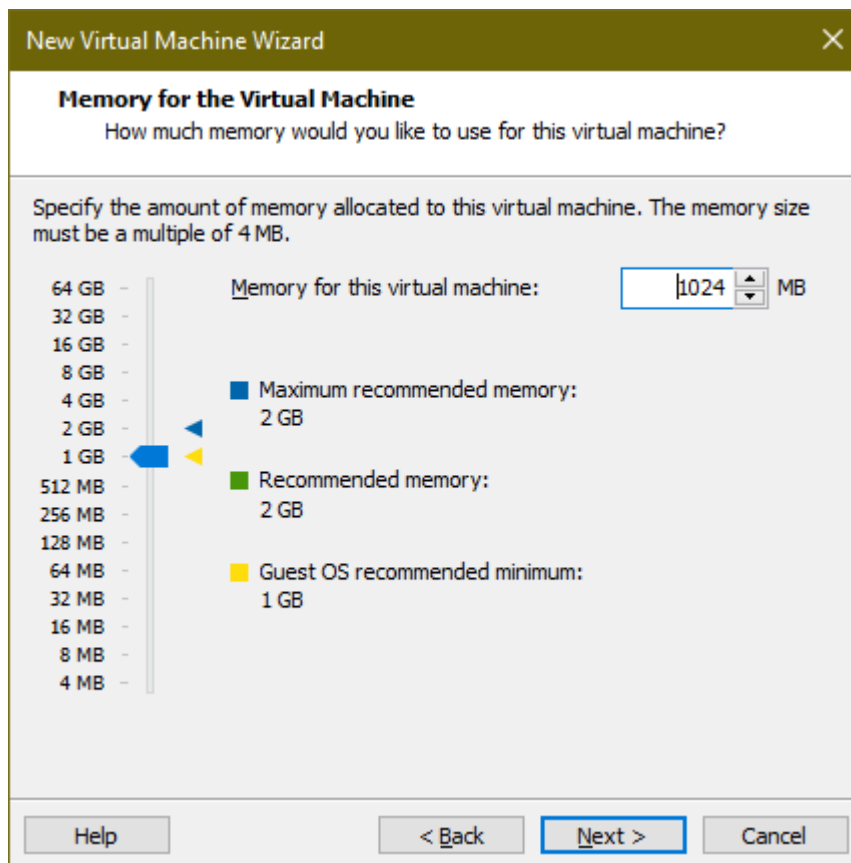 New Virtual Machine Wizard
Memory for the Virtual Machine
How much memory would you like to use for this virtual machine?
Specify the amount of memory allocated to this virtual machine. The memory size
must be a multiple of 4 MB.
64 GB
32 GB
16 GB
8 GB
4 GB
2 GB
1 GB
512 MB
256 MB
128 MB
64 MB
32 MB
16 MB
8 MB
4 MB
Memory for this virtual machine: 1024 MB
Maximum recommended memory:
2 GB
Recommended memory:
2 GB
Guest OS recommended minimum:
1 GB
Help < Back Next > Cancel